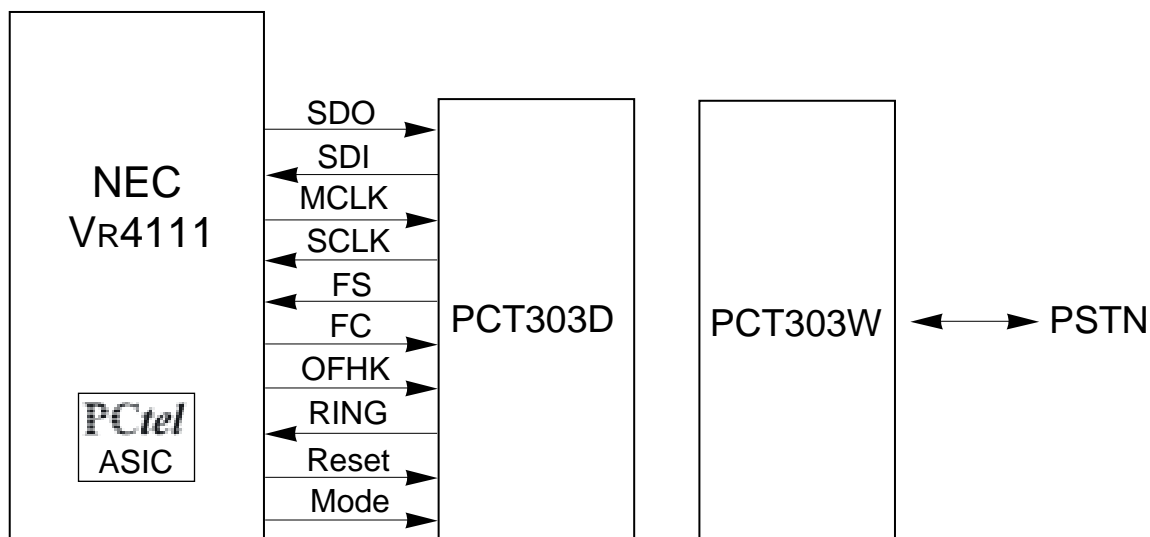 NEC
VR4111
PCtel
ASIC
SDO
SDI
MCLK
SCLK
FS
FC
OFHK
RING
Reset
Mode
PCT303D
PCT303W
PSTN